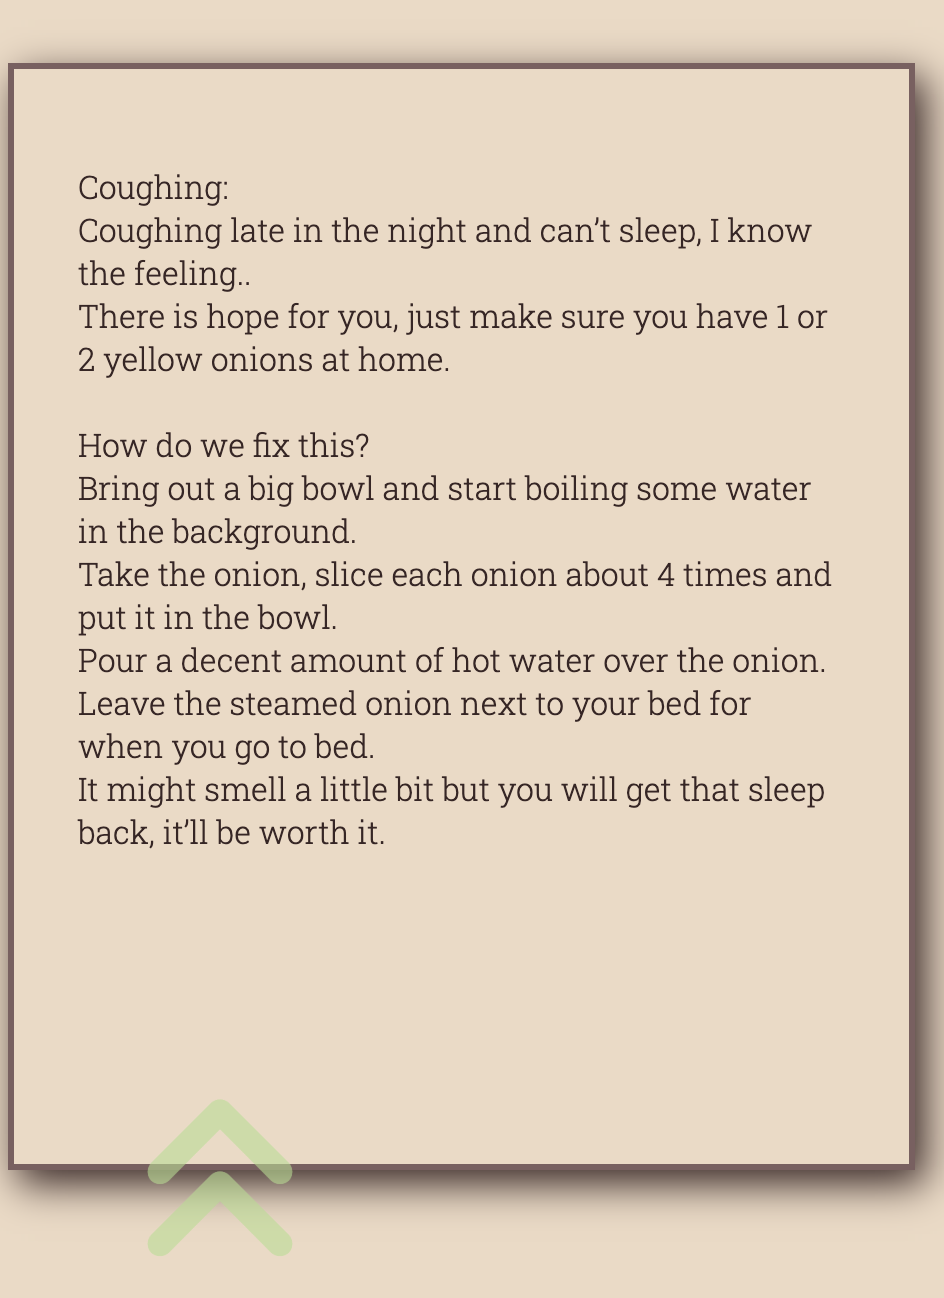 Coughing:
Coughing late in the night and can’t sleep, I know
the feeling..
There is hope for you, just make sure you have 1 or
2 yellow onions at home.

How do we fix this?
Bring out a big bowl and start boiling some water
in the background.
Take the onion, slice each onion about 4 times and
put it in the bowl.
Pour a decent amount of hot water over the onion.
Leave the steamed onion next to your bed for
when you go to bed.
It might smell a little bit but you will get that sleep
back, it’ll be worth it.